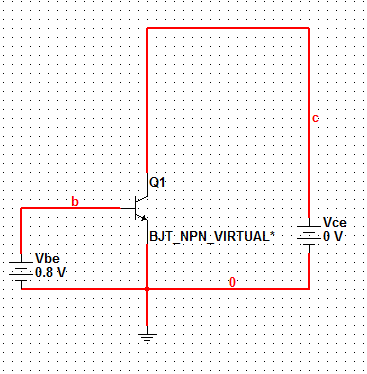 c
Q1
b
Vce
0 V
BJT_NPN_VIRTUAL*
Vbe
0.8 V
0